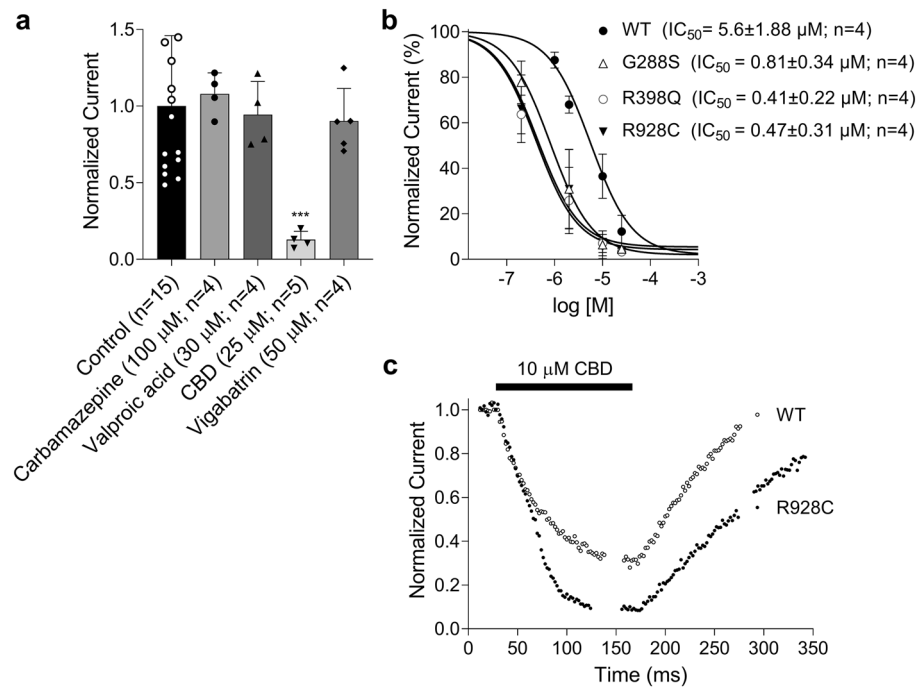 a
Normalized Current
1.5
1.0
0.5
0.0
***
Control (n=15)
Carbamazepine (100 μM; n=4)
Valproic acid (30 μM; n=4)
CBD (25 μM; n=5)
Vigabatrin (50 μM; n=4)
b
Normalized Current (%)
100
80
60
40
20
0
-7 -6 -5 -4 -3
log [M]
WT (IC50= 5.6±1.88 μM; n=4)
G288S (IC50 = 0.81±0.34 μM; n=4)
R398Q (IC50 = 0.41±0.22 μM; n=4)
R928C (IC50 = 0.47±0.31 μM; n=4)
c
10 μM CBD
Normalized Current
1.0
0.8
0.6
0.4
0.2
0.0
WT
R928C
0 50 100 150 200 250 300 350
Time (ms)